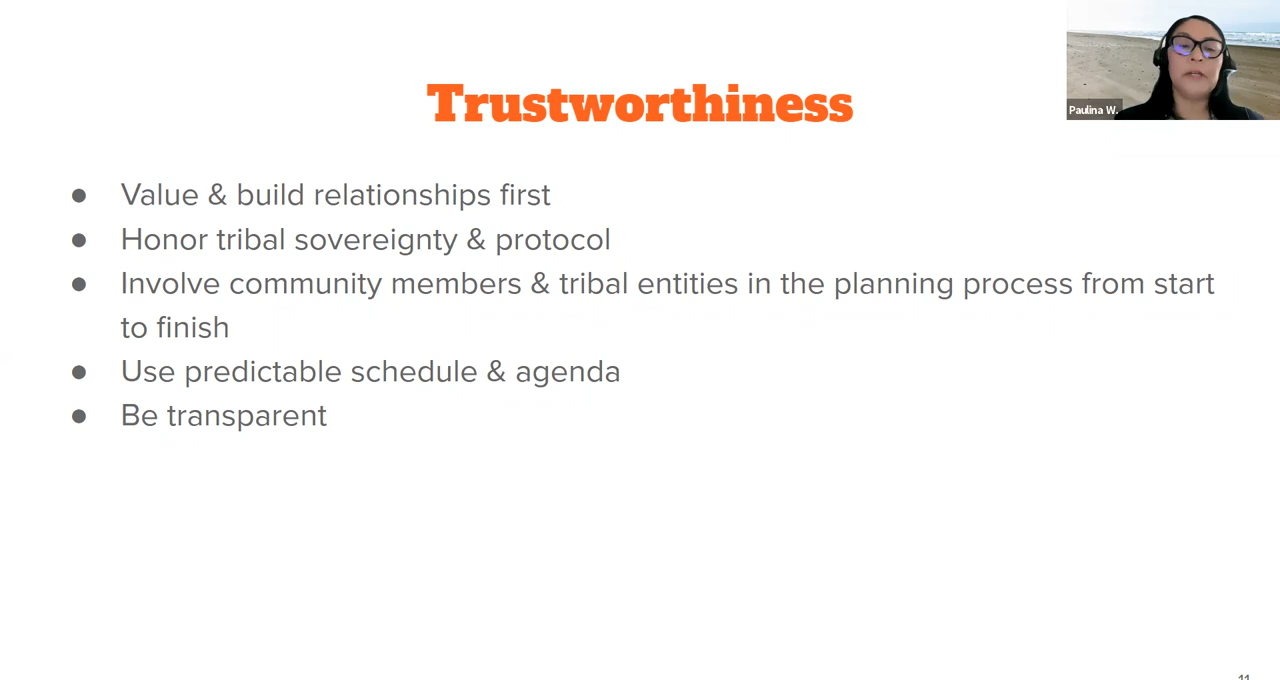 Trustworthiness
Paulina W.
● Value & build relationships first
● Honor tribal sovereignty & protocol
● Involve community members & tribal entities in the planning process from start
to finish
● Use predictable schedule & agenda
● Be transparent
11